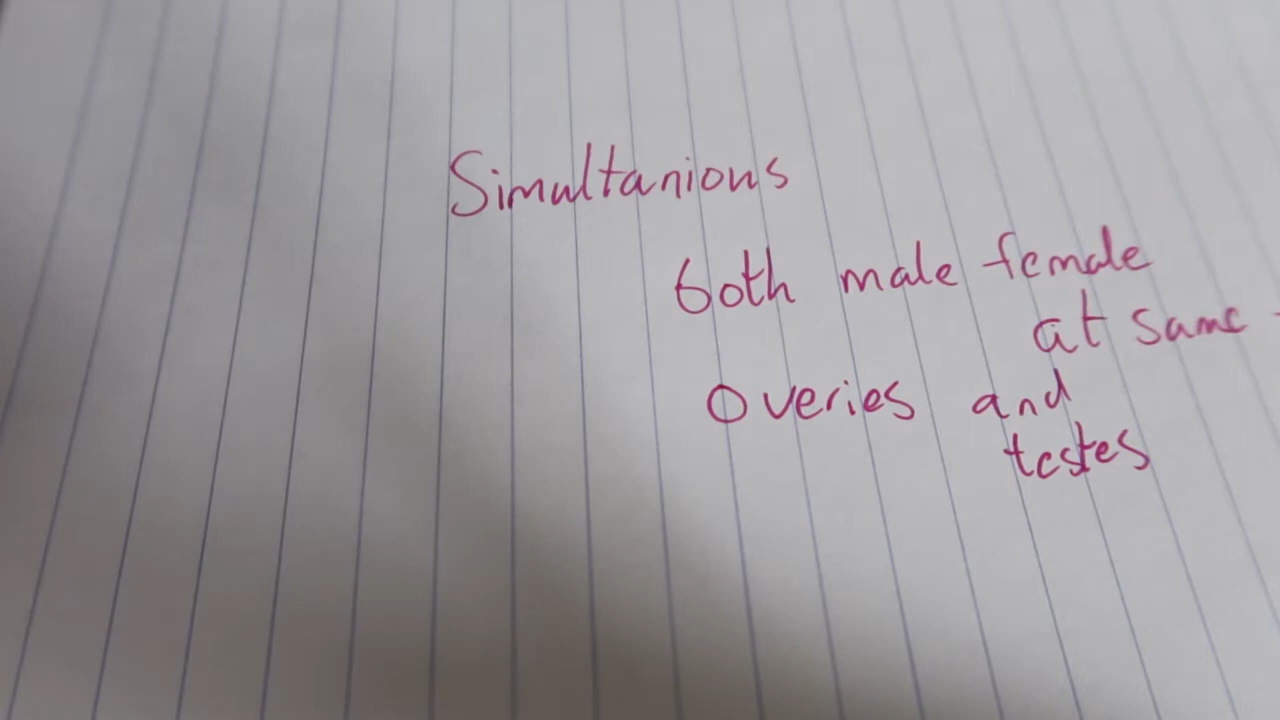 Simultanious
both male female
at same
Overies and
testes